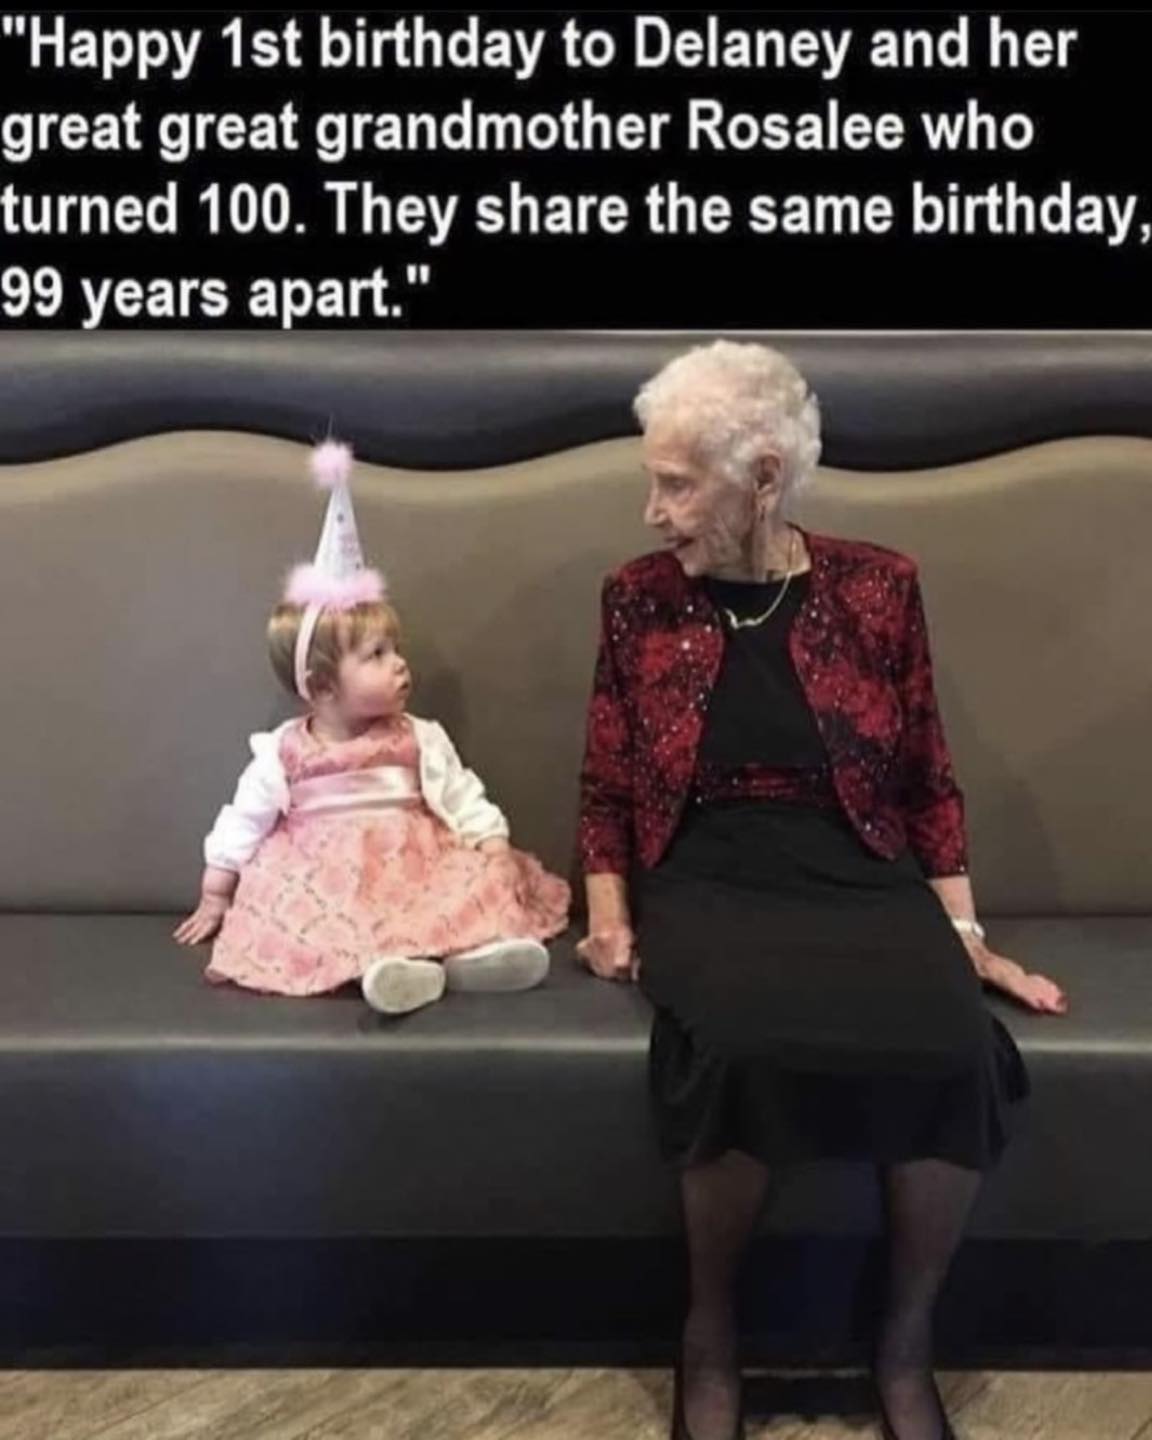 "Happy 1st birthday to Delaney and her
great great grandmother Rosalee who
turned 100. They share the same birthday,
99 years apart."